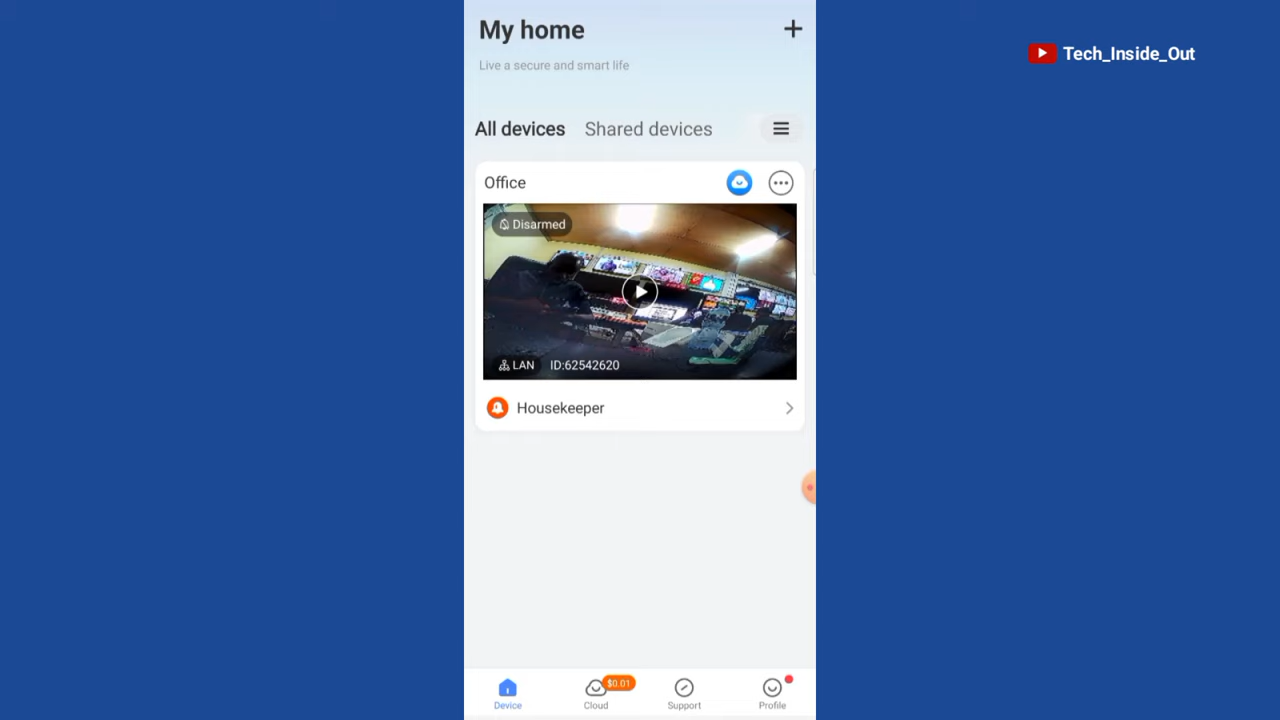 My home
Live a secure and smart life
Tech_Inside_Out
All devices Shared devices
Office
Disarmed
LAN ID:62542620
Housekeeper
$0.01
Device Cloud Support Profile